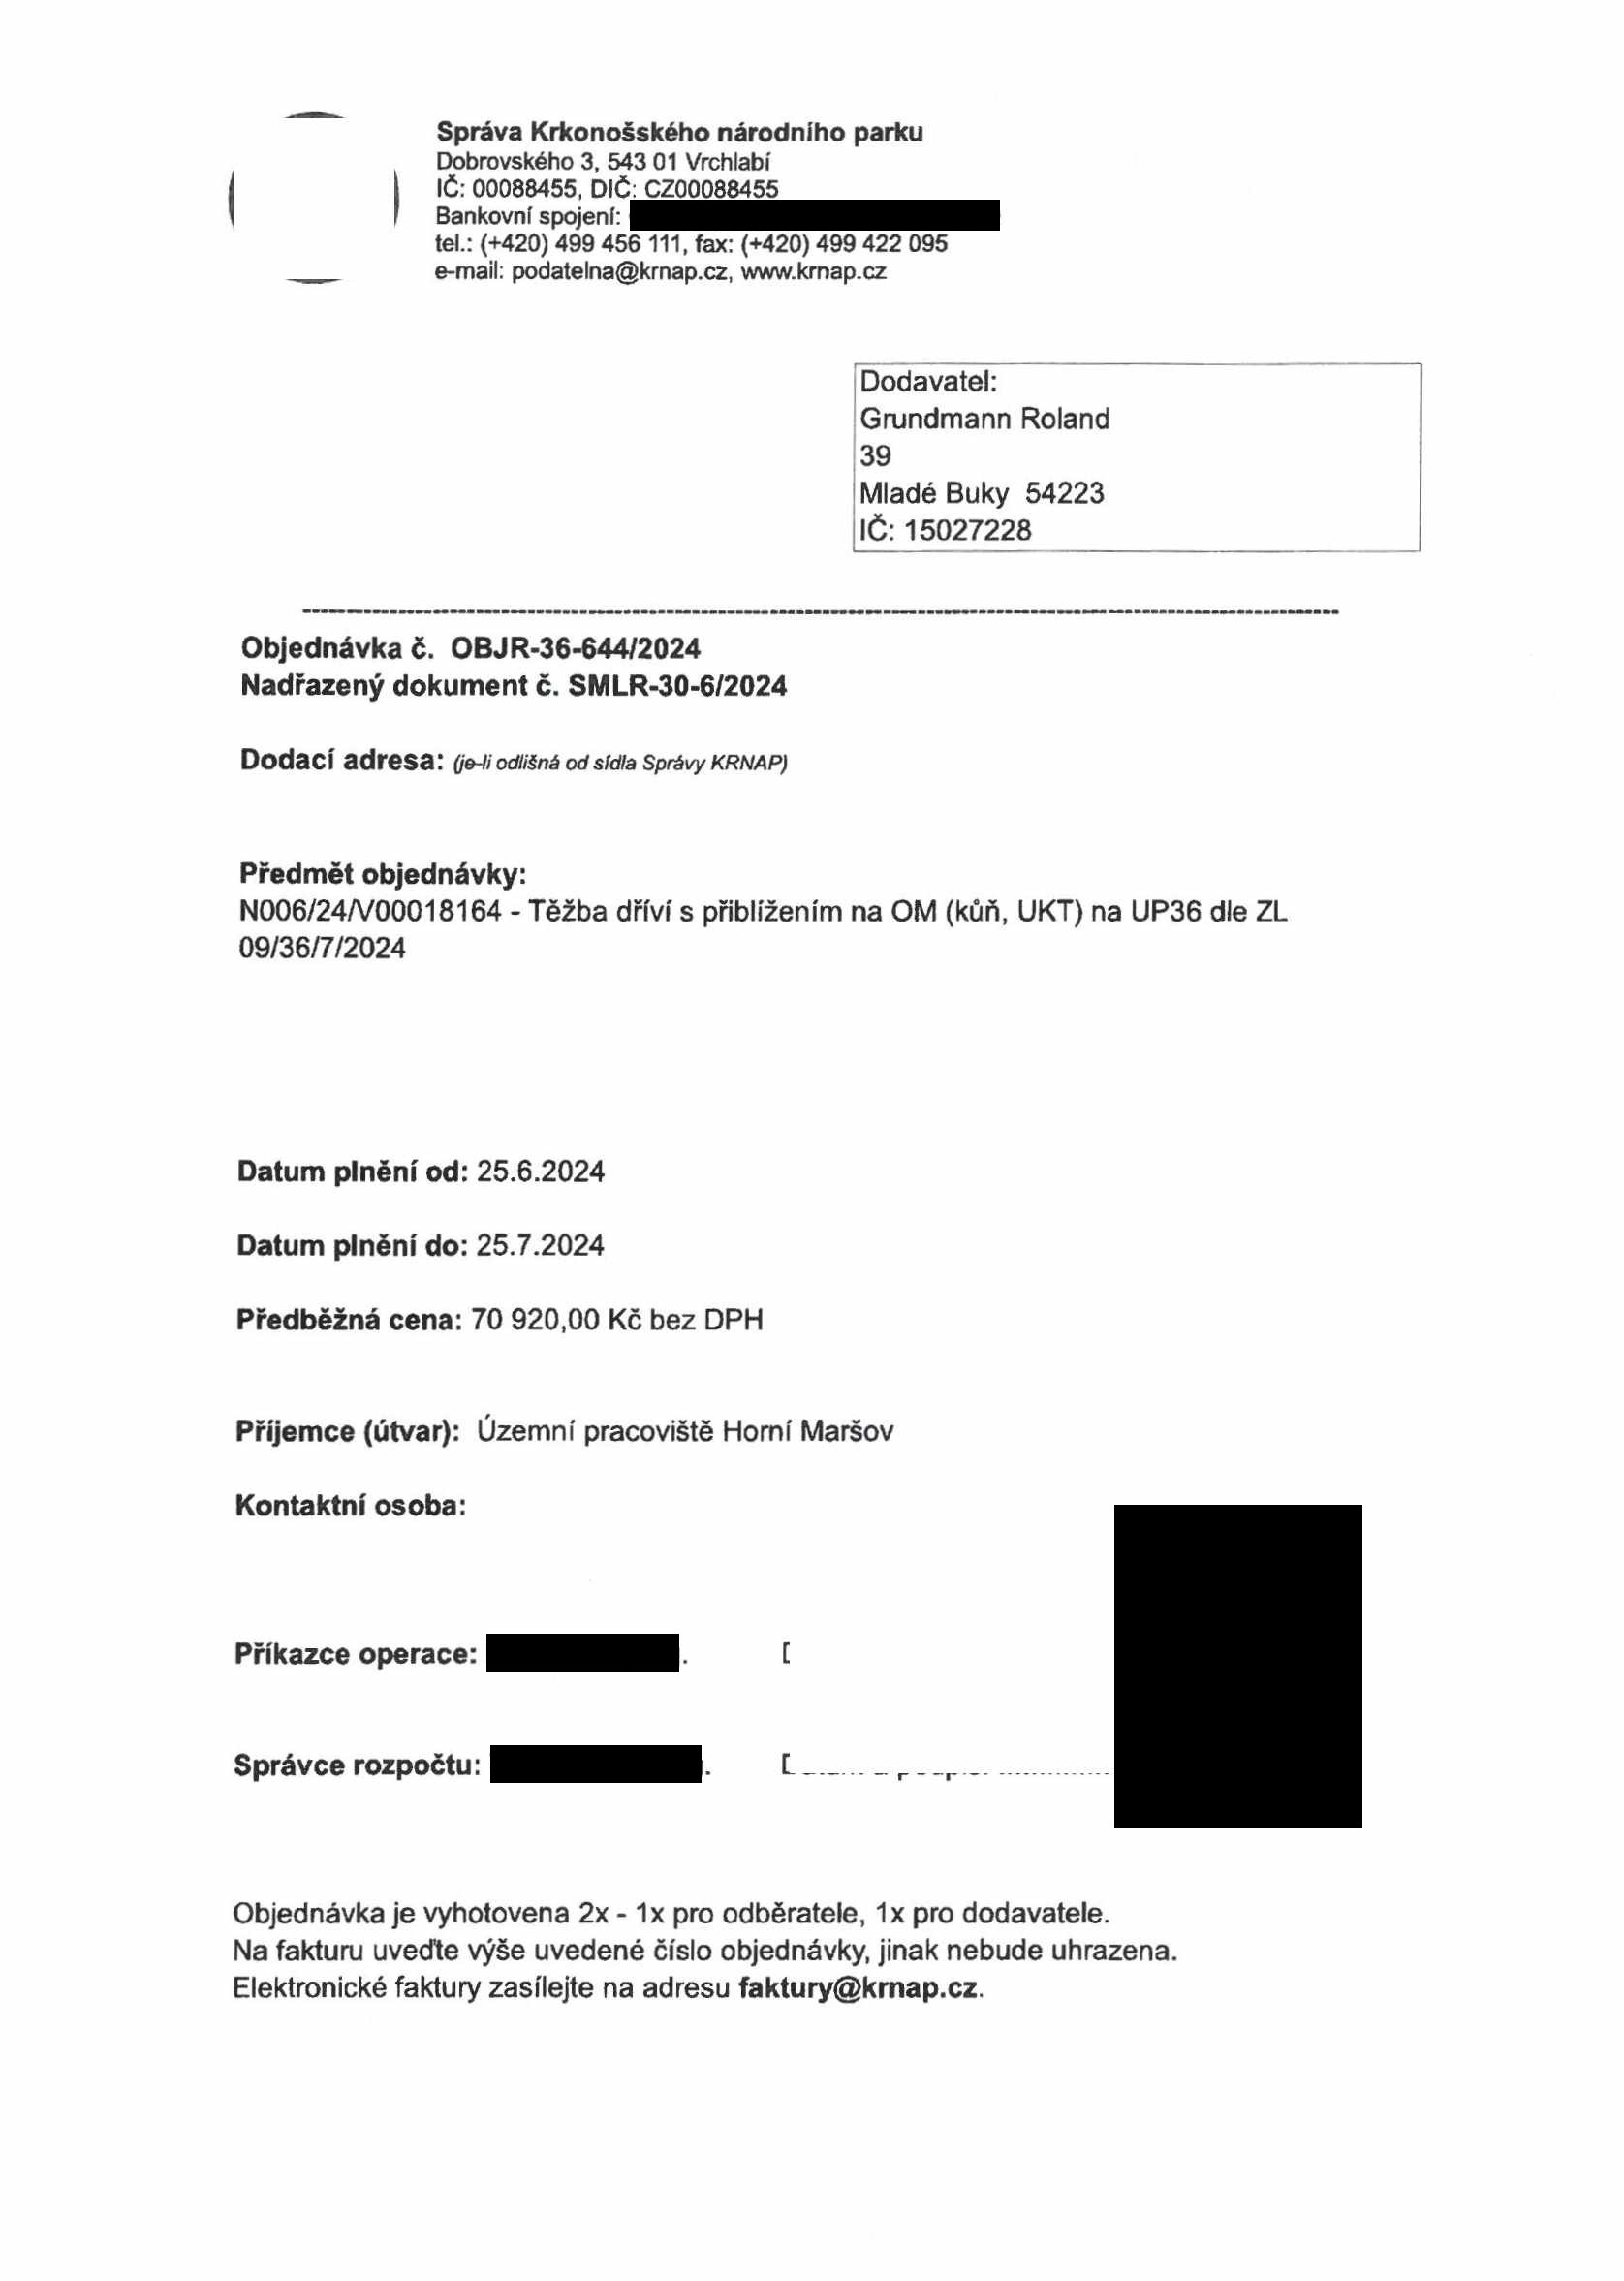 Správa Krkonošského národního parku
Dobrovského 3, 543 01 Vrchlabí
IČ: 00088455, DIČ: CZ00088455
Bankovní spojení:
tel.: (+420) 499 456 111, fax: (+420) 499 422 095
e-mail: podatelna@krnap.cz, www.krnap.cz
Dodavatel:
Grundmann Roland
39
Mladé Buky 54223
IČ: 15027228
Objednávka č. OBJR-36-644/2024
Nadřazený dokument č. SMLR-30-6/2024
Dodací adresa: (je-li odlišná od sídla Správy KRNAP)
Předmět objednávky:
N006/24/V00018164 - Těžba dříví s přiblížením na OM (kůň, UKT) na UP36 dle ZL
09/36/7/2024
Datum plnění od: 25.6.2024
Datum plnění do: 25.7.2024
Předběžná cena: 70 920,00 Kč bez DPH
Příjemce (útvar): Územní pracoviště Horní Maršov
Kontaktní osoba:
Příkazce operace:
Správce rozpočtu:
Objednávka je vyhotovena 2x - 1x pro odběratele, 1x pro dodavatele.
Na fakturu uveďte výše uvedené číslo objednávky, jinak nebude uhrazena.
Elektronické faktury zasílejte na adresu faktury@krnap.cz.